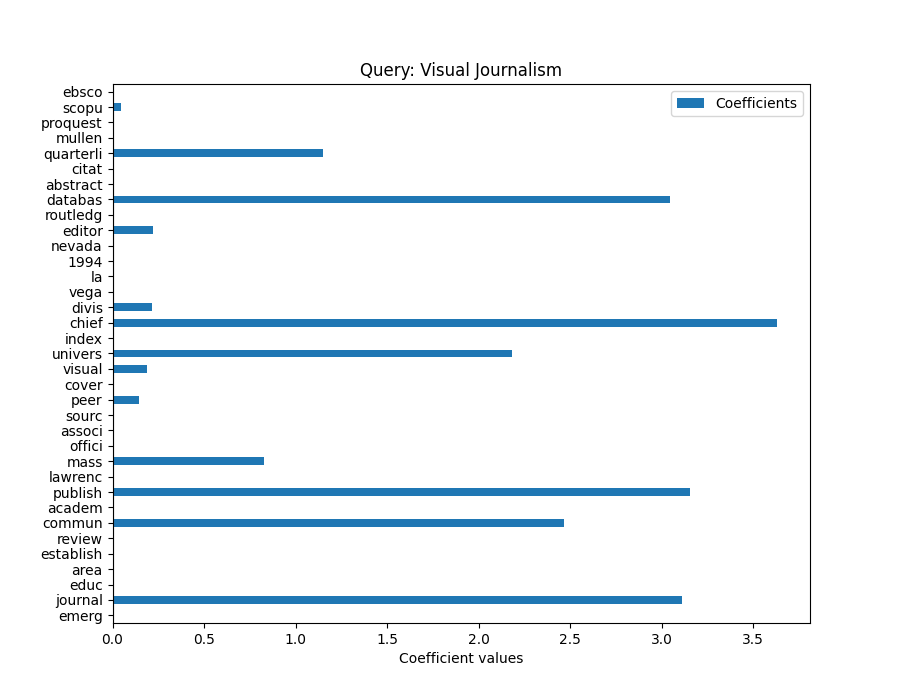 Query: Visual Journalism
Coefficients
ebsco
scopu
proquest
mullen
quarterli
citat
abstract
databas
routledg
editor
nevada
1994
la
vega
divis
chief
index
univers
visual
cover
peer
sourc
associ
offici
mass
lawrenc
publish
academ
commun
review
establish
area
educ
journal
emerg
0.0 0.5 1.0 1.5 2.0 2.5 3.0 3.5
Coefficient values